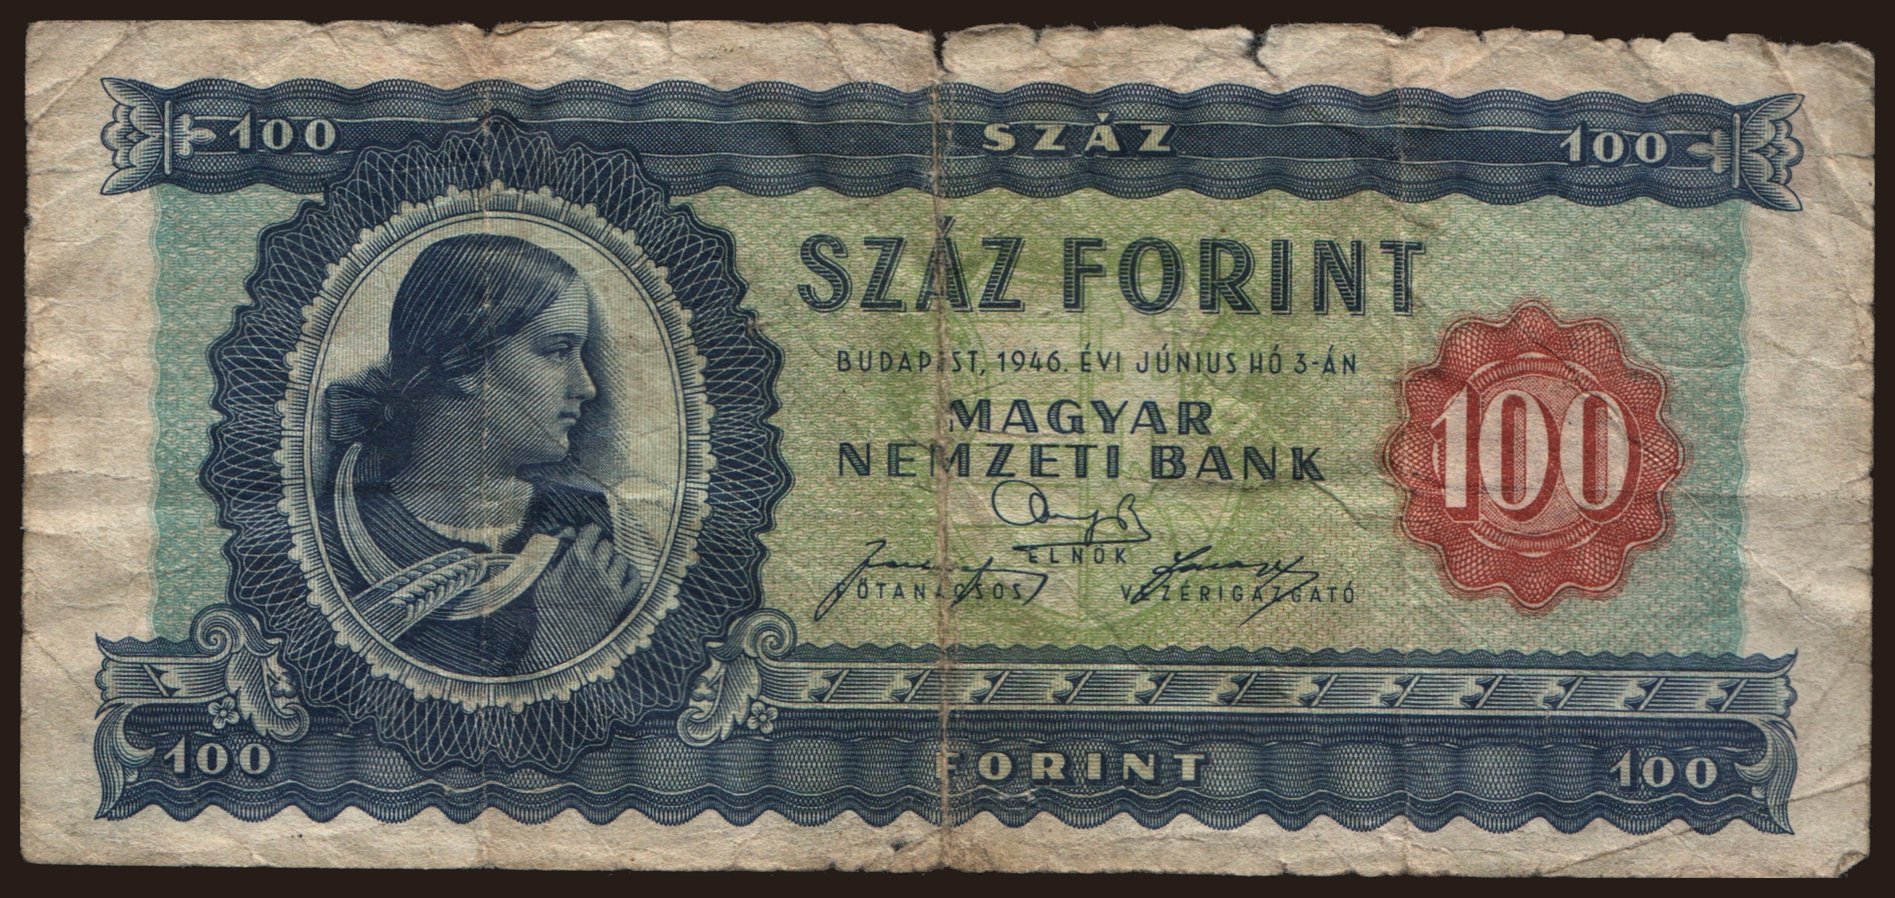 100 SZÁZ 100
SZÁZ FORINT
BUDAPEST, 1946. ÉVI JÚNIUS HÓ 3-ÁN
MAGYAR
NEMZETI BANK
100
ELNÖK
FŐTANÁCSOS VEZÉRIGAZGATÓ
100 FORINT 100